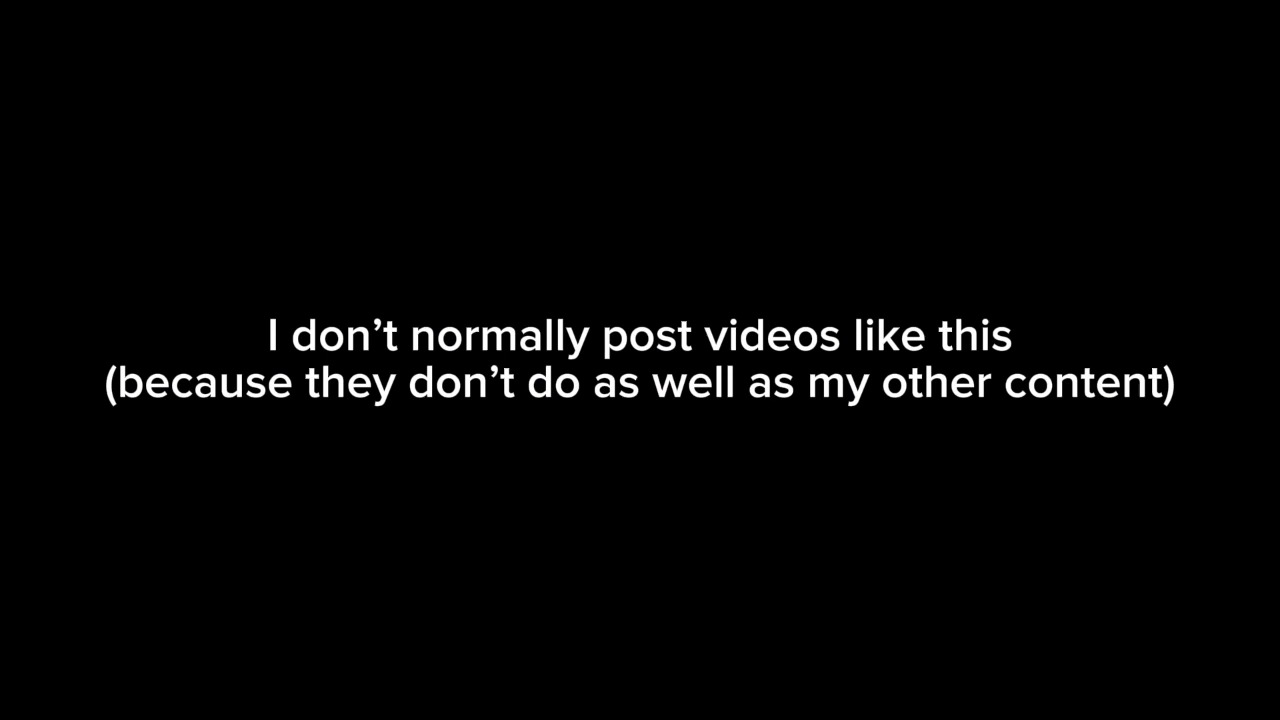 I don’t normally post videos like this
(because they don’t do as well as my other content)